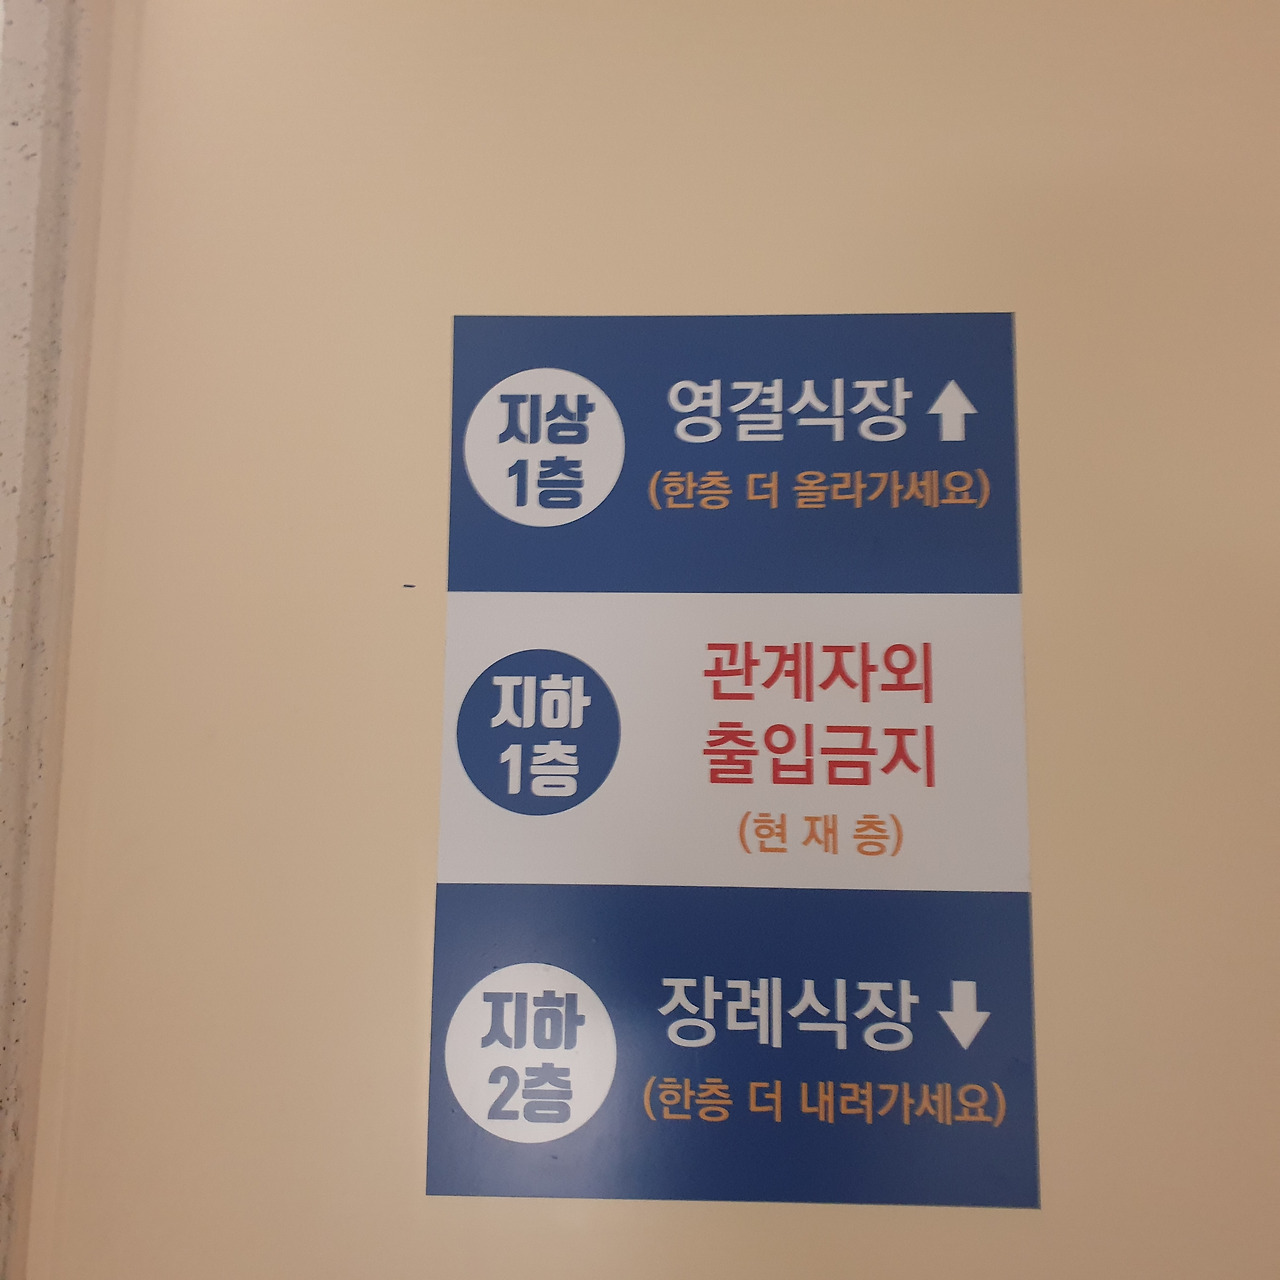 지상
1층
영결식장↑
(한층 더 올라가세요)
지하
1층
관계자외
출입금지
(현 재 층)
지하
2층
장례식장↓
(한층 더 내려가세요)